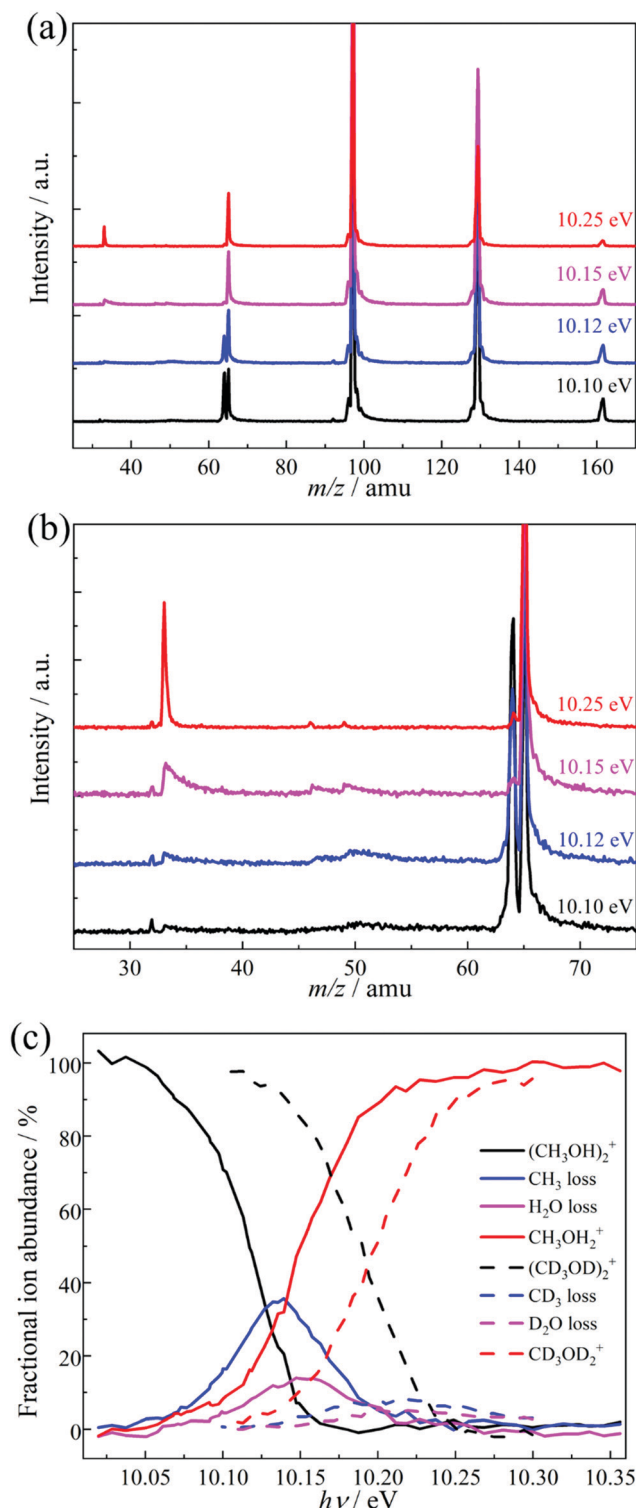 (a)
Intensity / a.u.
10.25 eV
10.15 eV
10.12 eV
10.10 eV
40 60 80 100 120 140 160
m/z / amu
(b)
Intensity / a.u.
10.25 eV
10.15 eV
10.12 eV
10.10 eV
30 40 50 60 70
m/z / amu
(c)
Fractional ion abundance / %
100
80
60
40
20
0
(CH₃OH)₂⁺
CH₃ loss
H₂O loss
CH₃OH₂⁺
(CD₃OD)₂⁺
CD₃ loss
D₂O loss
CD₃OD₂⁺
10.05 10.10 10.15 10.20 10.25 10.30 10.35
hν / eV